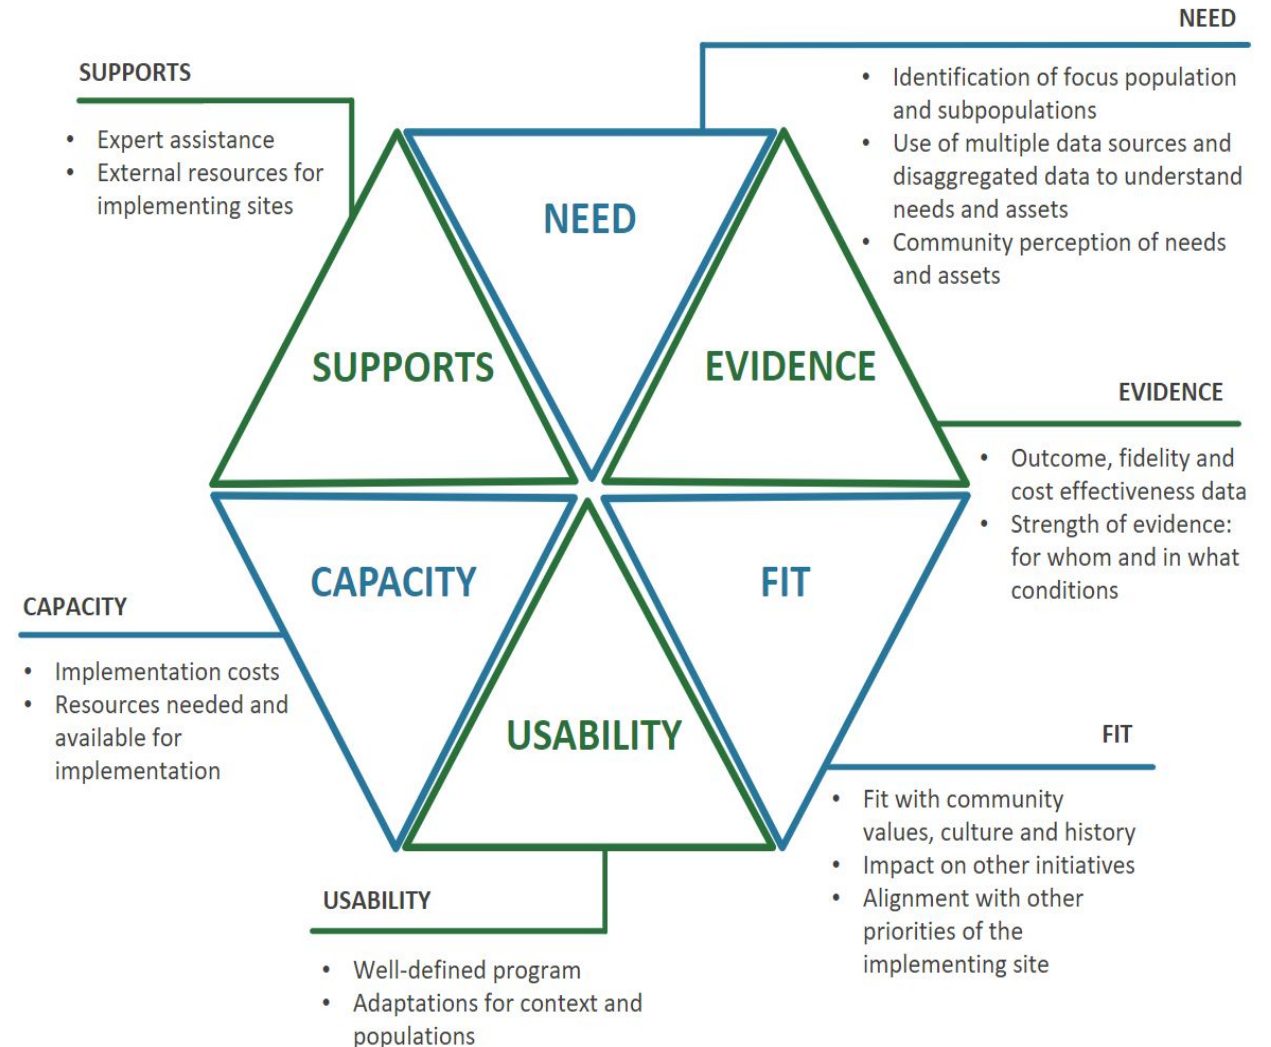 NEED
• Identification of focus population
and subpopulations
• Use of multiple data sources and
disaggregated data to understand
needs and assets
• Community perception of needs
and assets
SUPPORTS
• Expert assistance
• External resources for
implementing sites
NEED
SUPPORTS
EVIDENCE
EVIDENCE
• Outcome, fidelity and
cost effectiveness data
• Strength of evidence:
for whom and in what
conditions
CAPACITY
FIT
CAPACITY
• Implementation costs
• Resources needed and
available for
implementation
USABILITY
FIT
• Fit with community
values, culture and history
• Impact on other initiatives
• Alignment with other
priorities of the
implementing site
USABILITY
• Well-defined program
• Adaptations for context and
populations